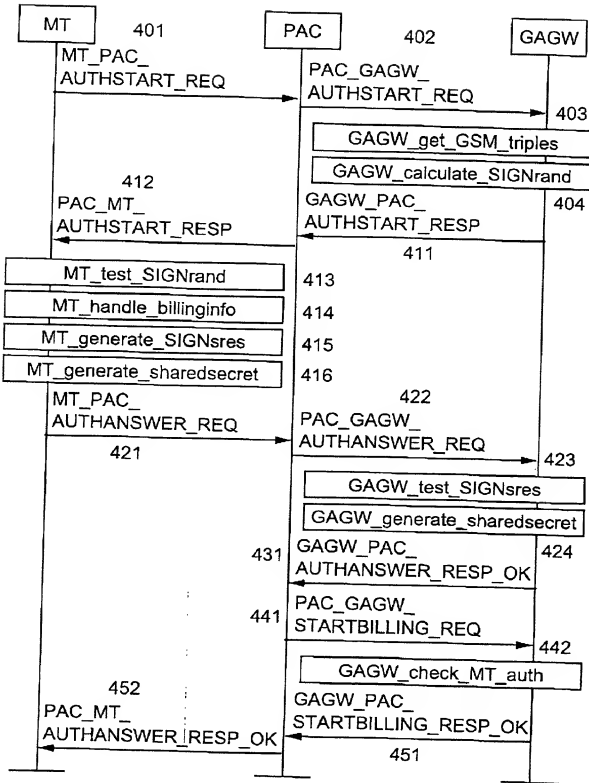 MT
401
PAC
402
GAGW
MT_PAC_
AUTHSTART_REQ
PAC_GAGW_
AUTHSTART_REQ
403
GAGW_get_GSM_triples
GAGW_calculate_SIGNrand
404
412
PAC_MT_
AUTHSTART_RESP
GAGW_PAC_
AUTHSTART_RESP
411
MT_test_SIGNrand
413
MT_handle_billinginfo
414
MT_generate_SIGNsres
415
MT_generate_sharedsecret
416
MT_PAC_
AUTHANSWER_REQ
421
422
PAC_GAGW_
AUTHANSWER_REQ
423
GAGW_test_SIGNsres
GAGW_generate_sharedsecret
424
431
GAGW_PAC_
AUTHANSWER_RESP_OK
441
PAC_GAGW_
STARTBILLING_REQ
442
GAGW_check_MT_auth
452
PAC_MT_
AUTHANSWER_RESP_OK
GAGW_PAC_
STARTBILLING_RESP_OK
451